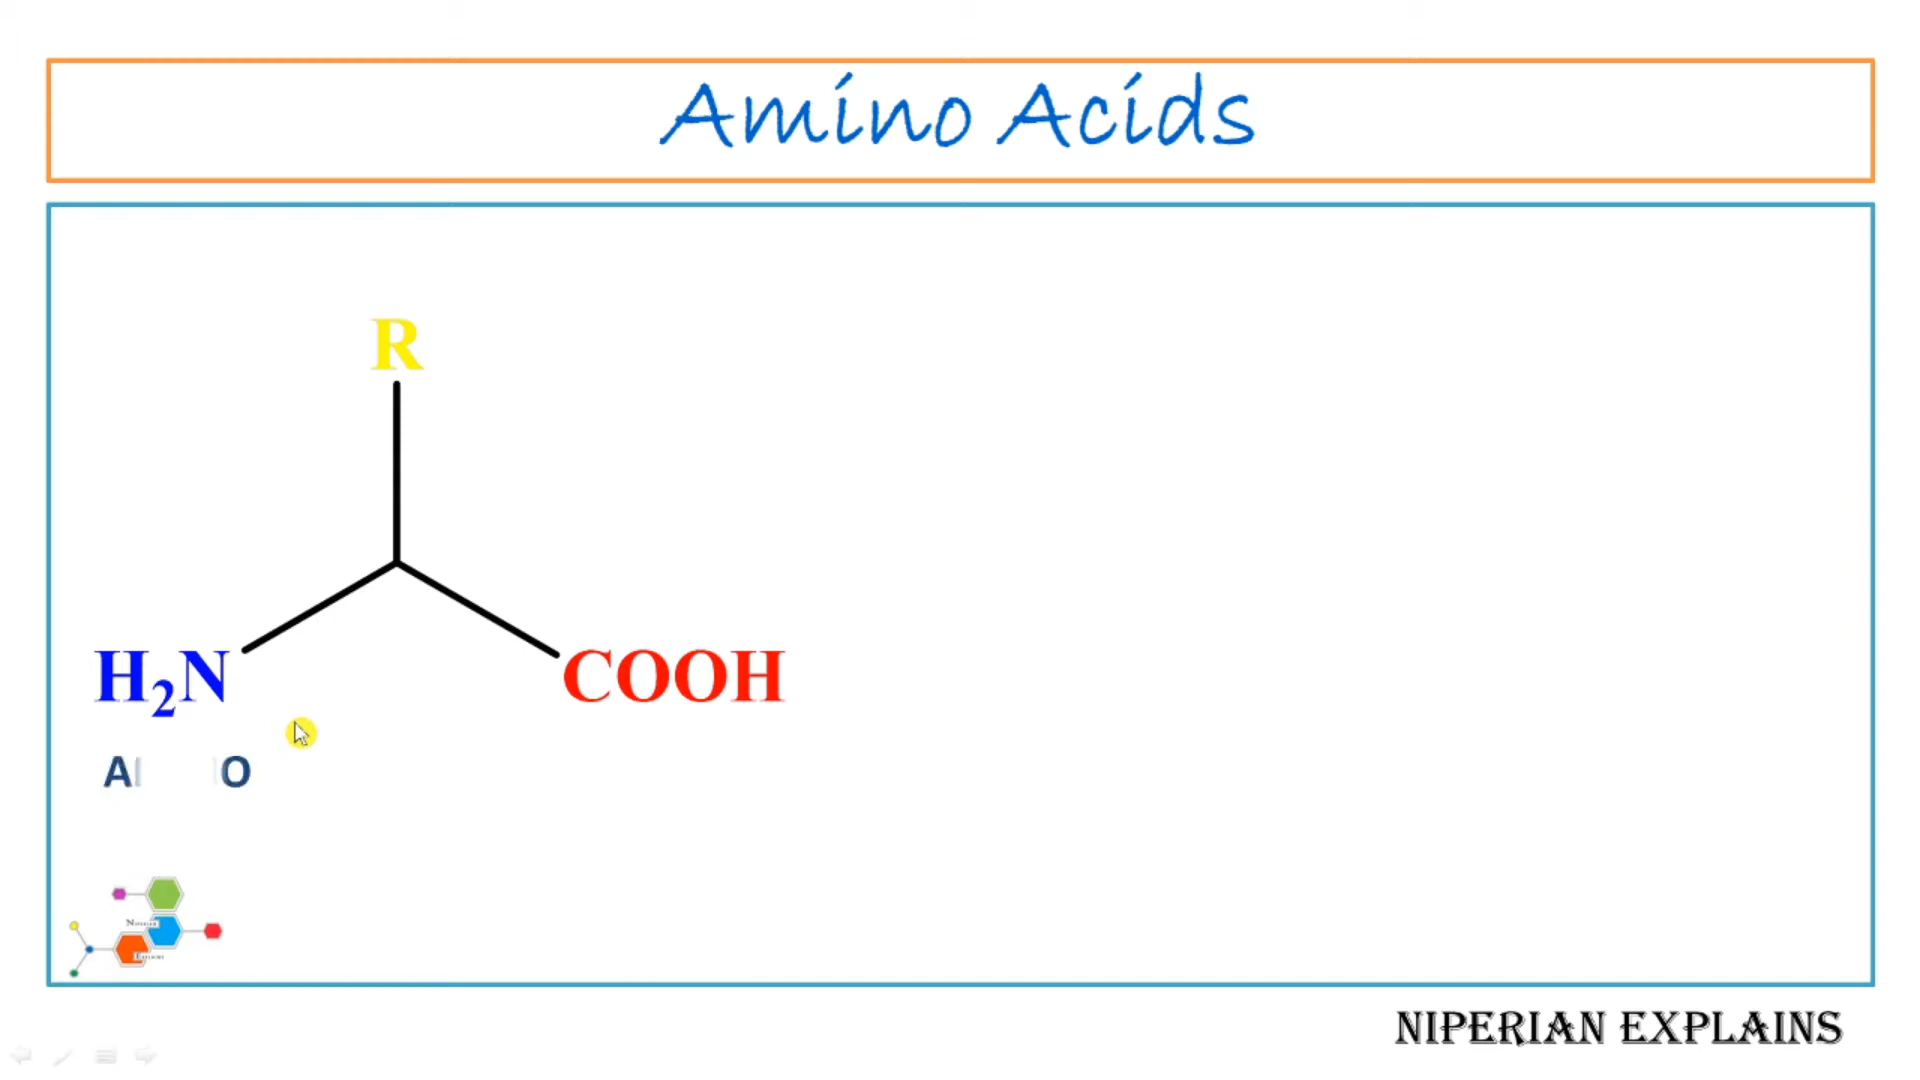 Amino Acids
R
H₂N
COOH
NIPERIAN EXPLAINS